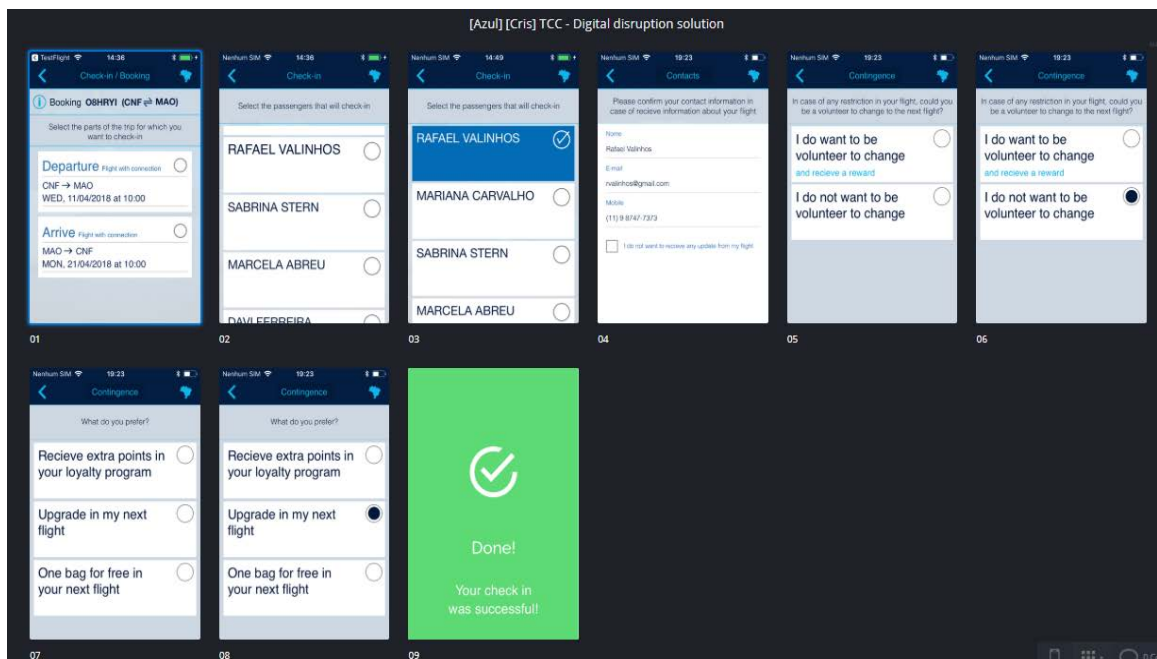 [Azul] [Cris] TCC - Digital disruption solution
TestFlight 14:36
Check-in / Booking
Booking O8HRYI (CNF ⇌ MAO)
Select the parts of the trip for which you
want to check-in
Departure Flight with connection
CNF → MAO
WED, 11/04/2018 at 10:00
Arrive Flight with connection
MAO → CNF
MON, 21/04/2018 at 10:00
01
Nenhum SIM 14:36
Check-in
Select the passengers that will check-in
RAFAEL VALINHOS
SABRINA STERN
MARCELA ABREU
DAVI FERREIRA
02
Nenhum SIM 14:49
Check-in
Select the passengers that will check-in
RAFAEL VALINHOS
MARIANA CARVALHO
SABRINA STERN
MARCELA ABREU
03
Nenhum SIM 19:23
Contacts
Please confirm your contact information in
case of recieve information about your flight
Name
Rafael Valinhos
E-mail
rvalinhos@gmail.com
Mobile
(11) 9 8747-7373
I do not want to recieve any update from my flight
04
Nenhum SIM 19:23
Contingence
In case of any restriction in your flight, could you
be a volunteer to change to the next flight?
I do want to be
volunteer to change
and recieve a reward
I do not want to be
volunteer to change
05
Nenhum SIM 19:23
Contingence
In case of any restriction in your flight, could you
be a volunteer to change to the next flight?
I do want to be
volunteer to change
and recieve a reward
I do not want to be
volunteer to change
06
Nenhum SIM 19:23
Contingence
What do you prefer?
Recieve extra points in
your loyalty program
Upgrade in my next
flight
One bag for free in
your next flight
07
Nenhum SIM 19:23
Contingence
What do you prefer?
Recieve extra points in
your loyalty program
Upgrade in my next
flight
One bag for free in
your next flight
08
Done!
Your check in
was successful!
09